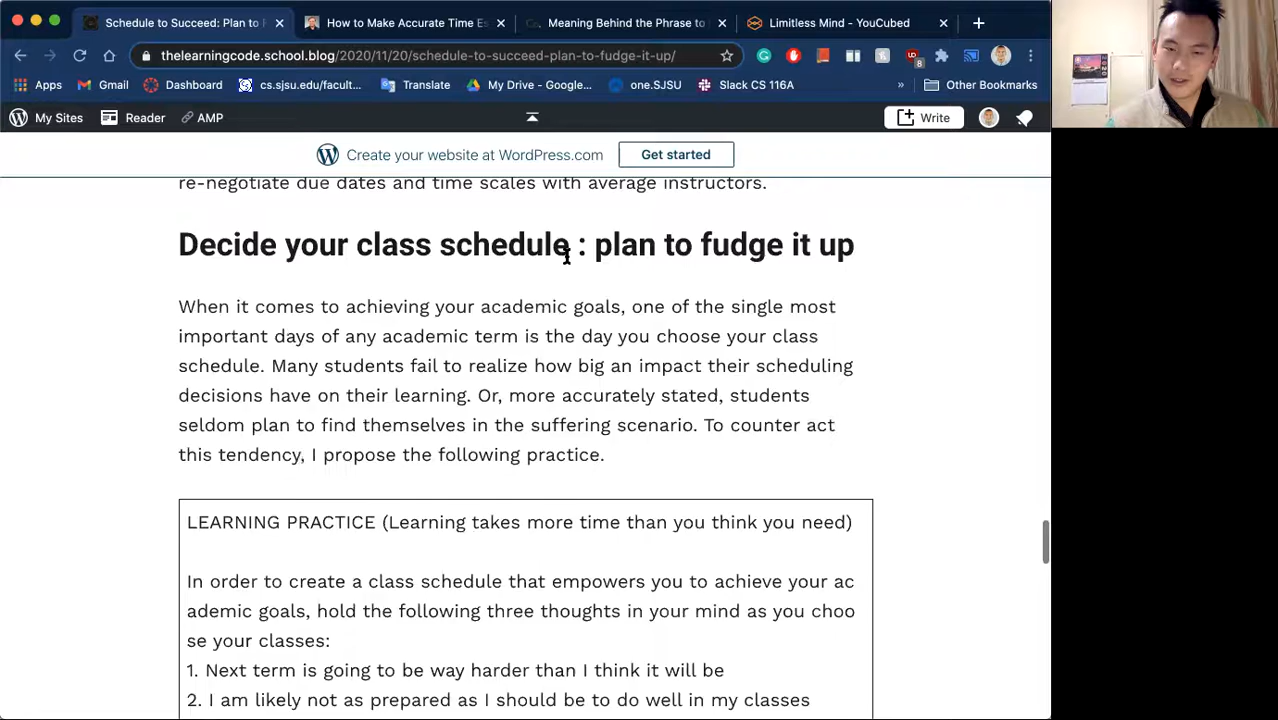 Schedule to Succeed: Plan to F
How to Make Accurate Time Es
Meaning Behind the Phrase to
Limitless Mind - YouCubed
thelearningcode.school.blog/2020/11/20/schedule-to-succeed-plan-to-fudge-it-up/
8
Apps Gmail Dashboard cs.sjsu.edu/facult... Translate My Drive - Google... one.SJSU Slack CS 116A » Other Bookmarks
My Sites Reader AMP Write
Create your website at WordPress.com Get started
re-negotiate due dates and time scales with average instructors.
Decide your class schedule : plan to fudge it up
When it comes to achieving your academic goals, one of the single most
important days of any academic term is the day you choose your class
schedule. Many students fail to realize how big an impact their scheduling
decisions have on their learning. Or, more accurately stated, students
seldom plan to find themselves in the suffering scenario. To counter act
this tendency, I propose the following practice.
LEARNING PRACTICE (Learning takes more time than you think you need)
In order to create a class schedule that empowers you to achieve your ac
ademic goals, hold the following three thoughts in your mind as you choo
se your classes:
1. Next term is going to be way harder than I think it will be
2. I am likely not as prepared as I should be to do well in my classes